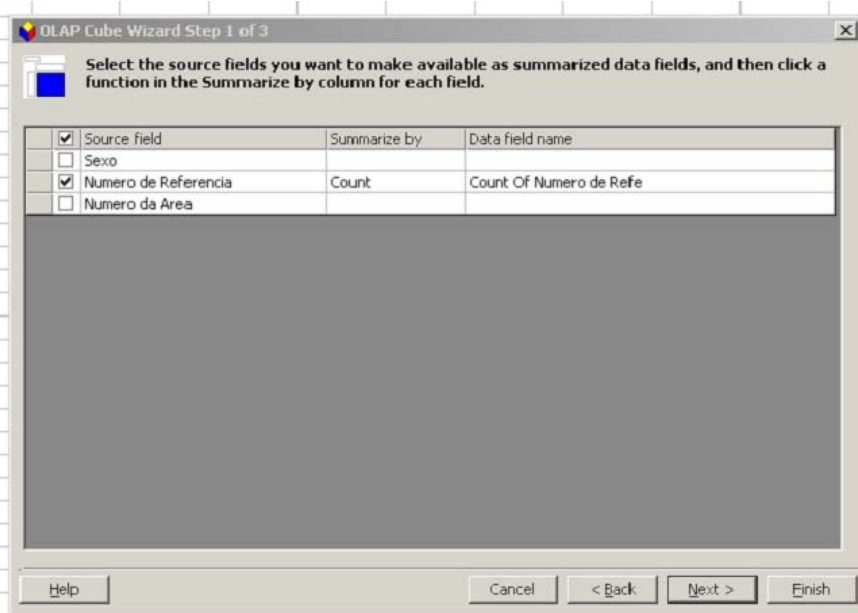 OLAP Cube Wizard Step 1 of 3
Select the source fields you want to make available as summarized data fields, and then click a
function in the Summarize by column for each field.
Source field Summarize by Data field name
Sexo
Numero de Referencia Count Count Of Numero de Refe
Numero da Area
Help Cancel < Back Next > Finish